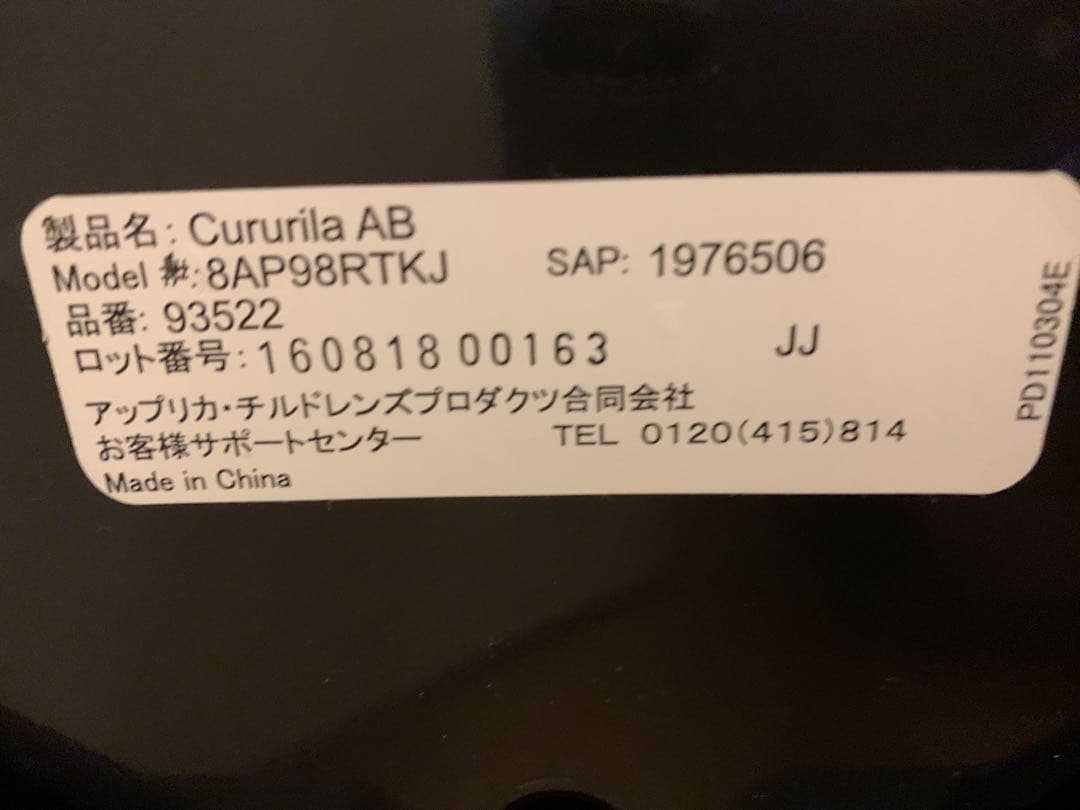 製品名: Cururila AB
Model #:8AP98RTKJ SAP: 1976506
品番: 93522
ロット番号:160818 00163 JJ
アップリカ・チルドレンズプロダクツ合同会社
お客様サポートセンター TEL 0120(415)814
Made in China
PD110304E